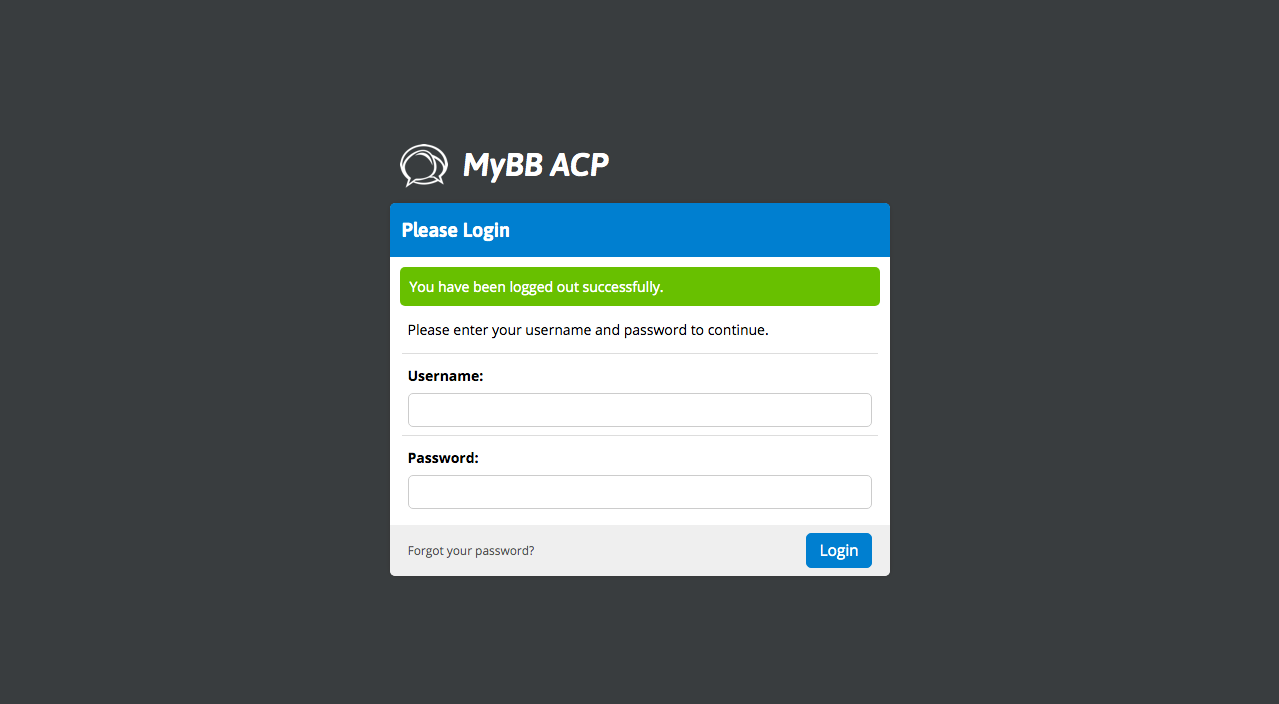 MyBB ACP
Please Login
You have been logged out successfully.
Please enter your username and password to continue.
Username:
Password:
Forgot your password?
Login